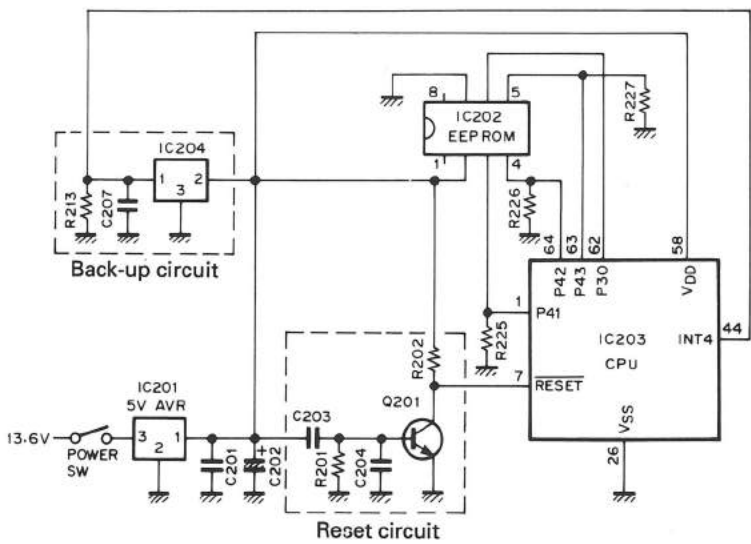 8
5
IC202
EEPROM
1
4
R227
IC204
1
2
3
R213
C207
Back-up circuit
R226
64
63
62
58
P42
P43
P30
VDD
1
P41
R225
IC203
CPU
INT4
44
7
RESET
VSS
26
R202
Q201
C203
R201
C204
Reset circuit
IC201
5V AVR
13.6V
POWER
SW
3
1
2
C201
+
C202